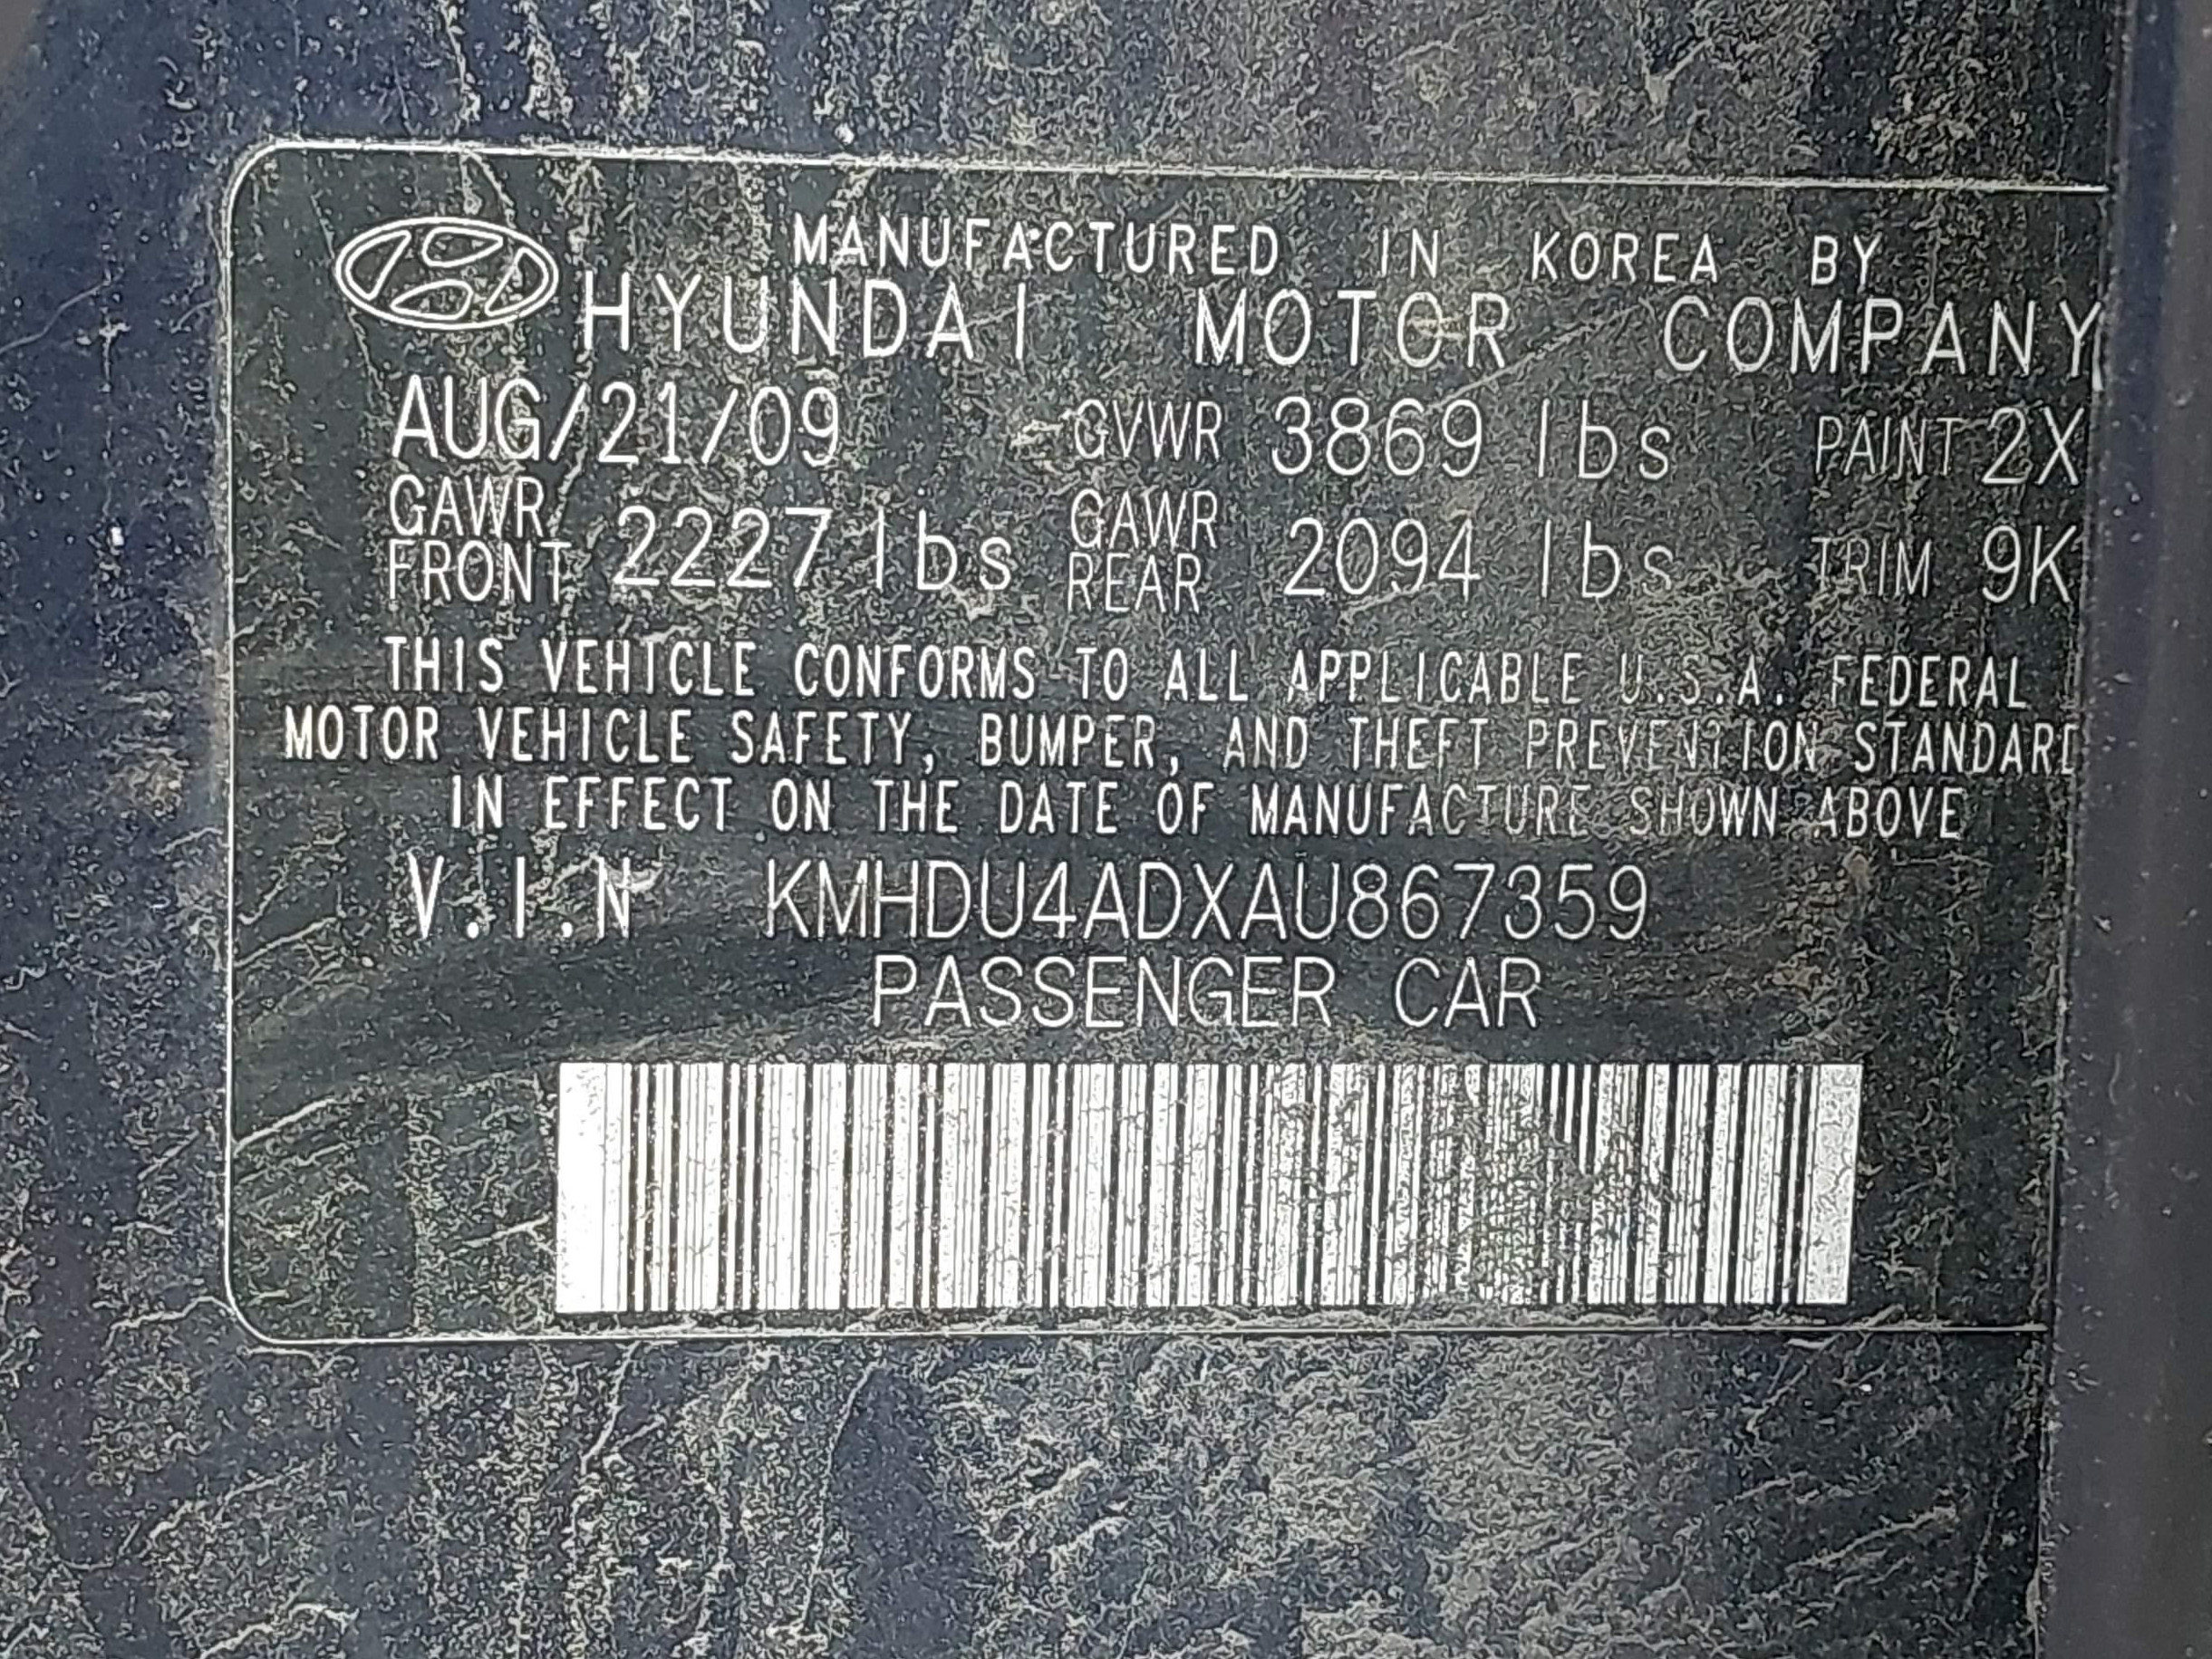 MANUFACTURED IN KOREA BY
HYUNDAI MOTOR COMPANY
AUG/21/09 GVWR 3869 lbs PAINT 2X
GAWR FRONT 2227 lbs GAWR REAR 2094 lbs TRIM 9K
THIS VEHICLE CONFORMS TO ALL APPLICABLE U.S.A. FEDERAL
MOTOR VEHICLE SAFETY, BUMPER, AND THEFT PREVENTION STANDARD
IN EFFECT ON THE DATE OF MANUFACTURE SHOWN ABOVE
V.I.N KMHDU4ADXAU867359
PASSENGER CAR